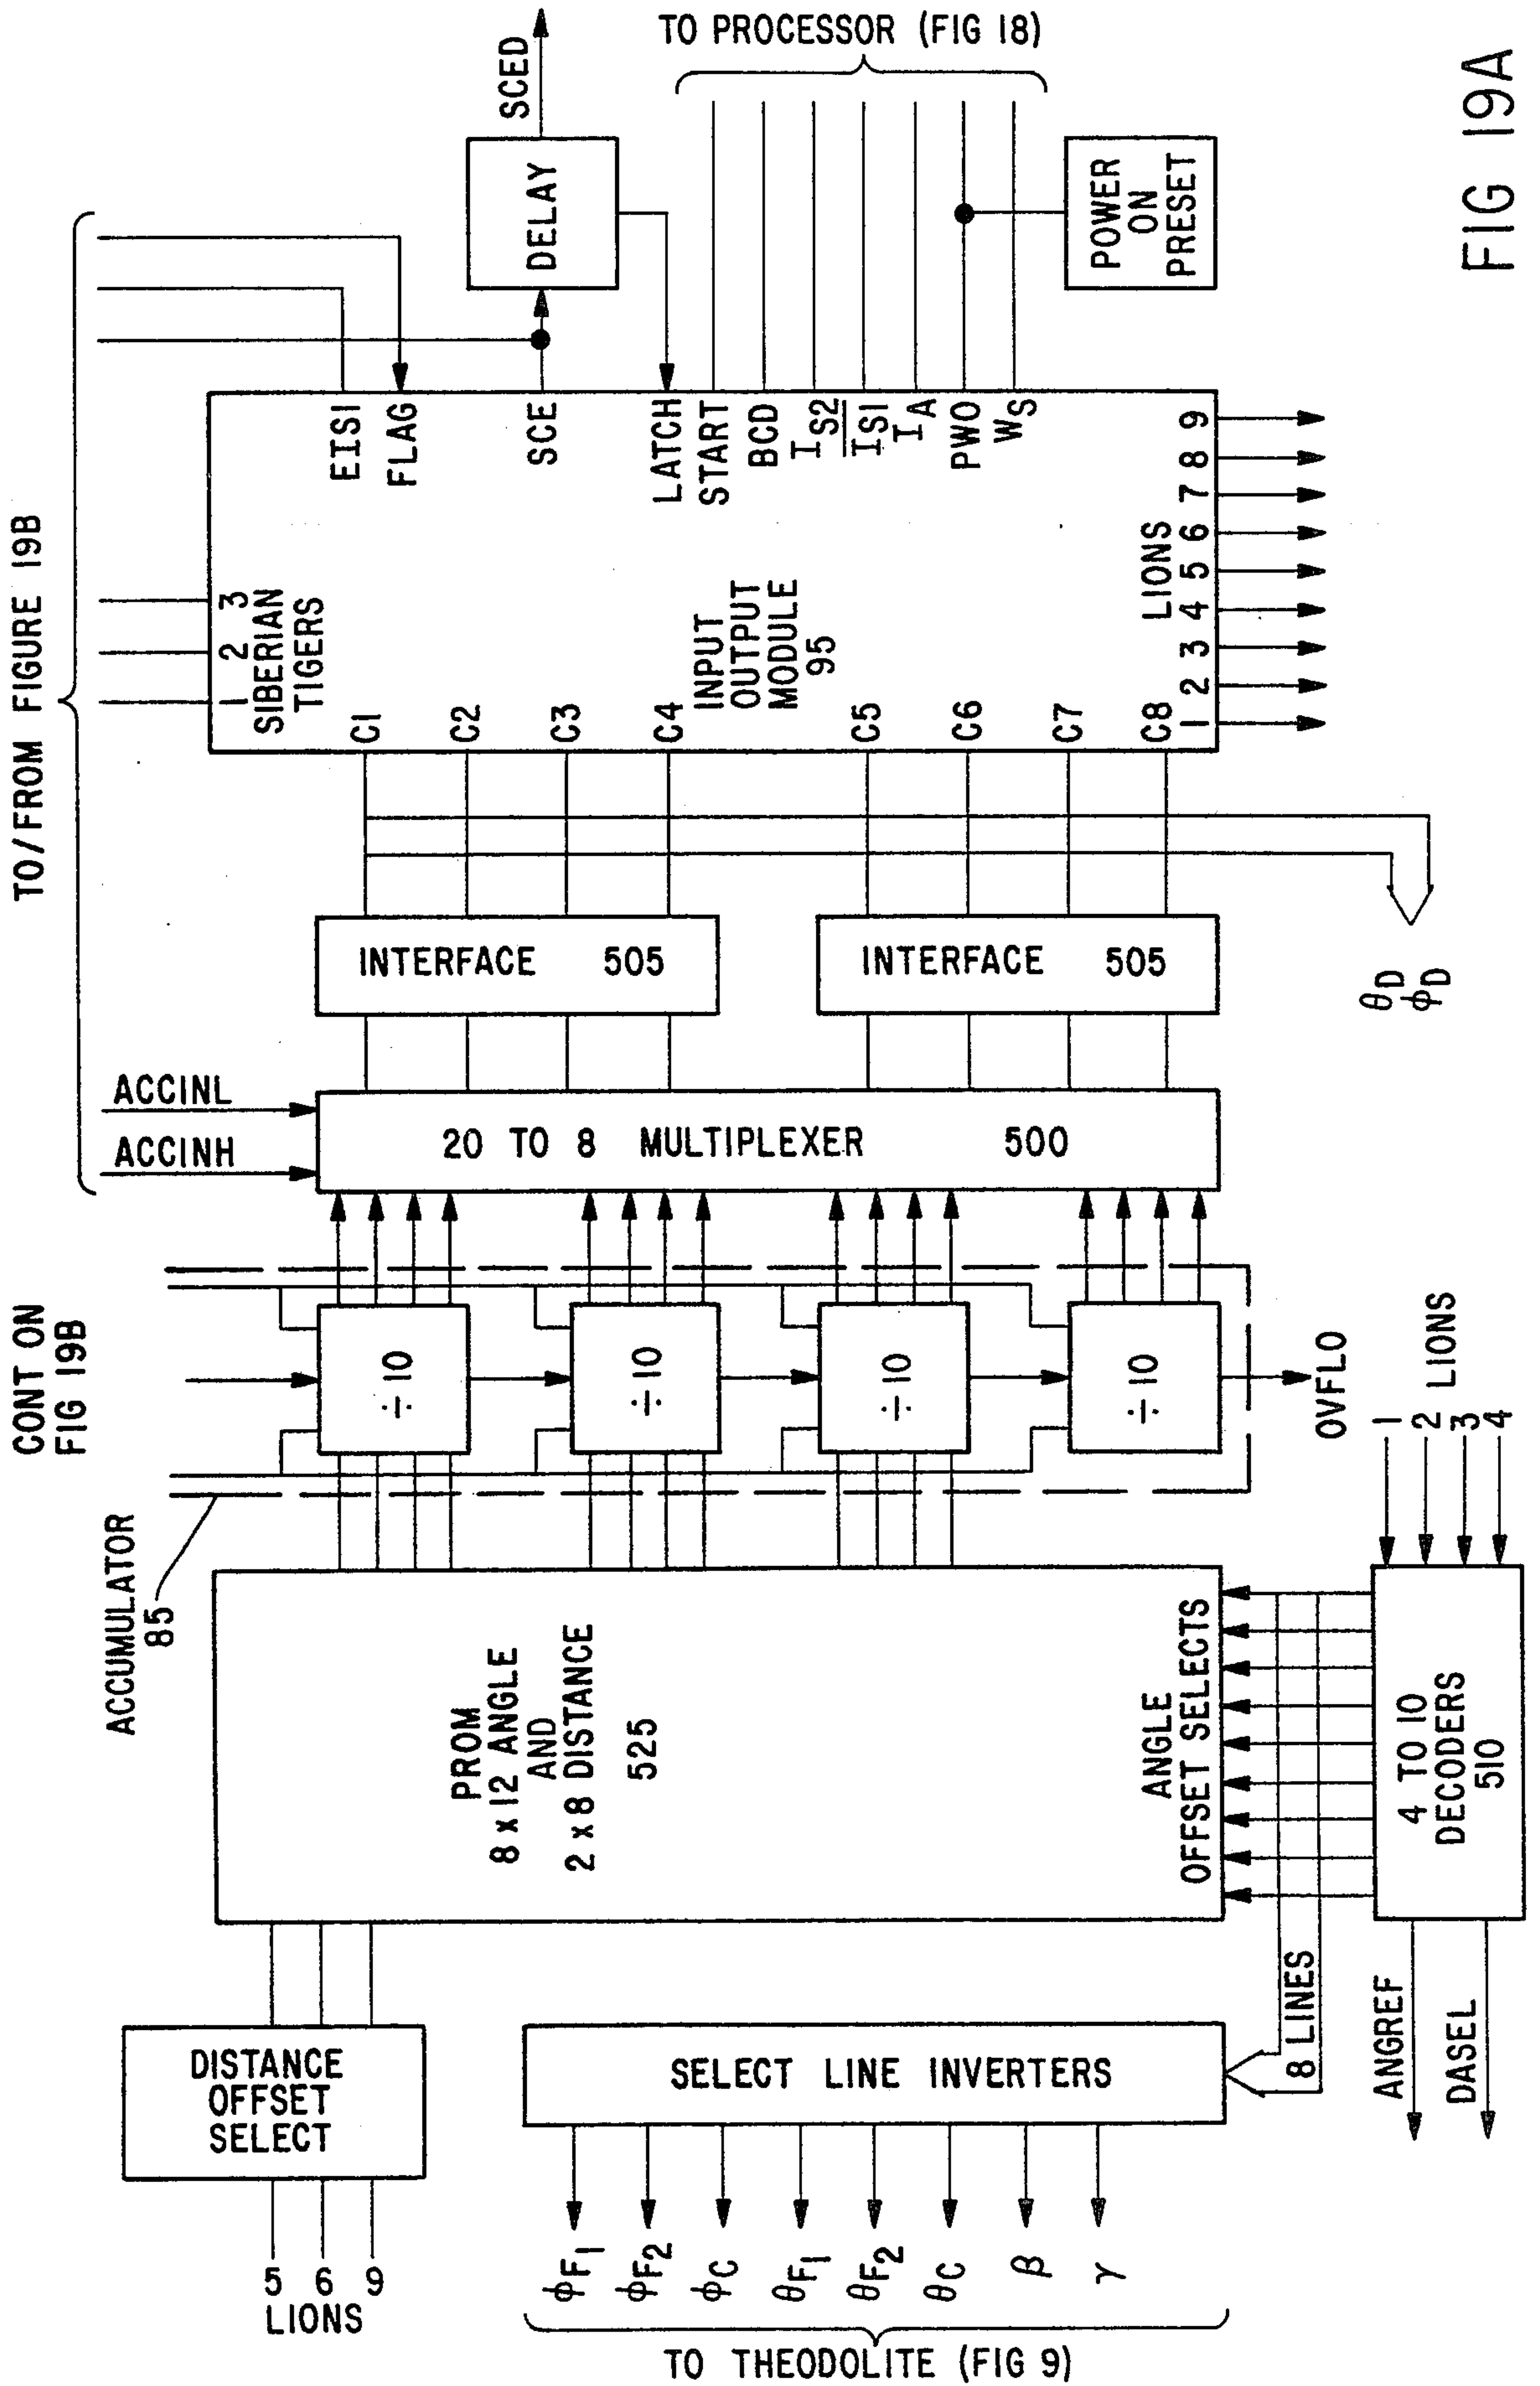 TO/FROM FIGURE 19B
CONT ON
FIG 19B
ACCUMULATOR
85
ACCINL
ACCINH
1 2 3
SIBERIAN
TIGERS
EISI
FLAG
SCE
LATCH
START
BCD
IS2
IS1
IA
PWO
WS
DELAY
SCED
TO PROCESSOR (FIG 18)
POWER
ON
PRESET
INPUT
OUTPUT
MODULE
95
C1
C2
C3
C4
C5
C6
C7
C8
LIONS
1 2 3 4 5 6 7 8 9
INTERFACE 505
INTERFACE 505
θD
ϕD
20 TO 8 MULTIPLEXER 500
÷10
÷10
÷10
÷10
OVFLO
PROM
8 x 12 ANGLE
AND
2 x 8 DISTANCE
525
ANGLE
OFFSET SELECTS
1
2
3
4
LIONS
4 TO 10
DECODERS
510
ANGREF
DASEL
8 LINES
DISTANCE
OFFSET
SELECT
5
6
9
LIONS
SELECT LINE INVERTERS
ϕF1
ϕF2
ϕC
θF1
θF2
θC
β
γ
TO THEODOLITE (FIG 9)
FIG 19A